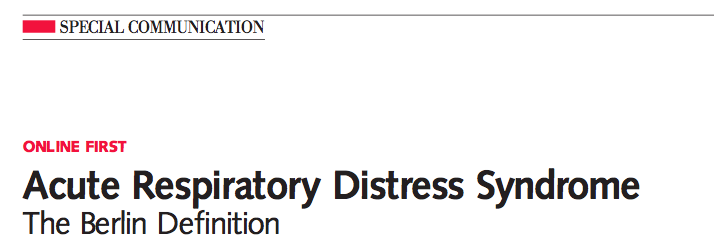 SPECIAL COMMUNICATION
ONLINE FIRST
Acute Respiratory Distress Syndrome
The Berlin Definition